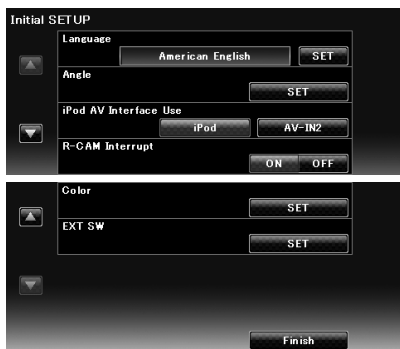 Initial SETUP
Language
American English SET
Angle
SET
iPod AV Interface Use
iPod AV-IN2
R-CAM Interrupt
ON OFF
Color
SET
EXT SW
SET
Finish